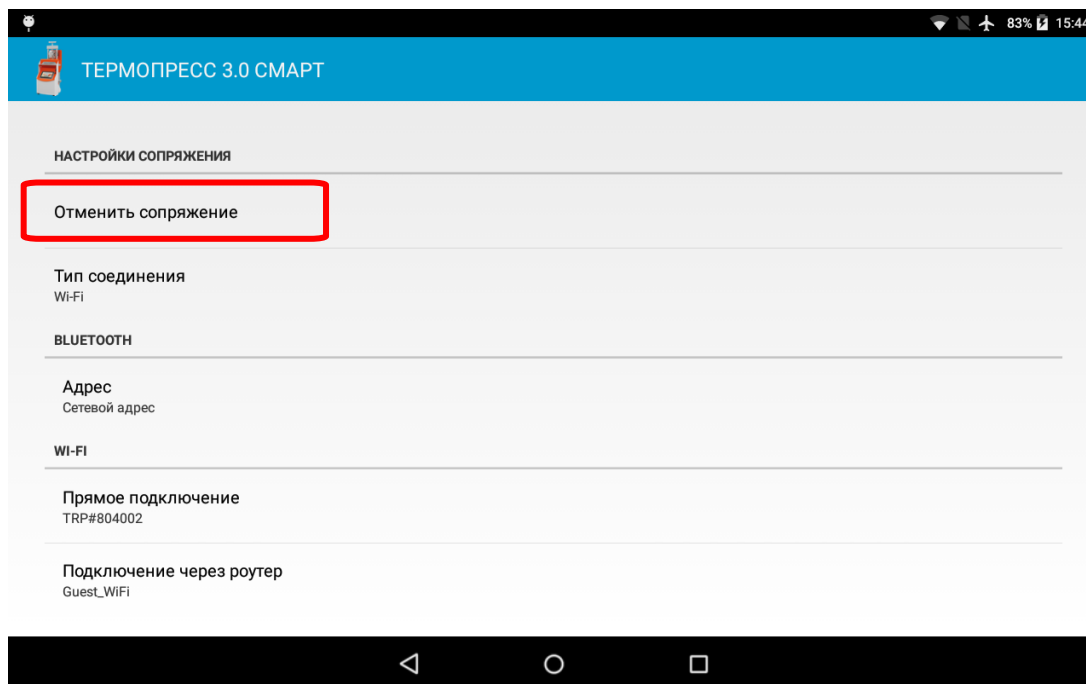 83% 15:44
ТЕРМОПРЕСС 3.0 СМАРТ
НАСТРОЙКИ СОПРЯЖЕНИЯ
Отменить сопряжение
Тип соединения
Wi-Fi
BLUETOOTH
Адрес
Сетевой адрес
WI-FI
Прямое подключение
TRP#804002
Подключение через роутер
Guest_WiFi